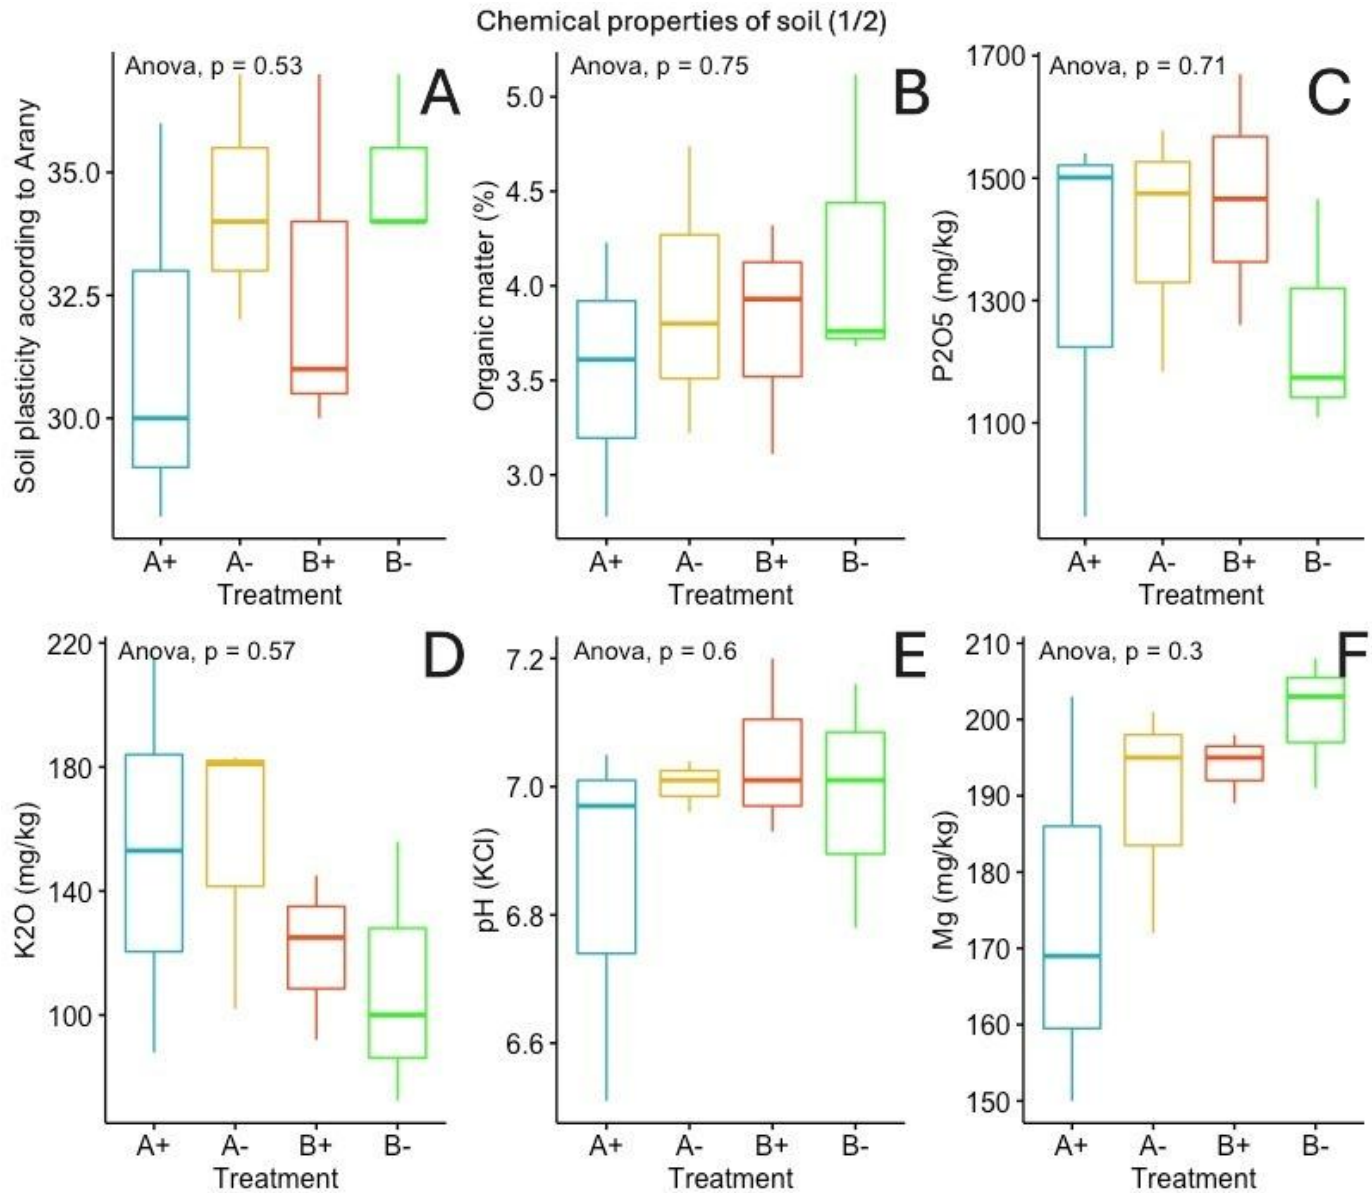 Chemical properties of soil (1/2)
Anova, p = 0.53
A
Soil plasticity according to Arany
35.0
32.5
30.0
A+ A- B+ B-
Treatment
Anova, p = 0.75
B
Organic matter (%)
5.0
4.5
4.0
3.5
3.0
A+ A- B+ B-
Treatment
Anova, p = 0.71
C
P2O5 (mg/kg)
1700
1500
1300
1100
A+ A- B+ B-
Treatment
Anova, p = 0.57
D
K2O (mg/kg)
220
180
140
100
A+ A- B+ B-
Treatment
Anova, p = 0.6
E
pH (KCl)
7.2
7.0
6.8
6.6
A+ A- B+ B-
Treatment
Anova, p = 0.3
F
Mg (mg/kg)
210
200
190
180
170
160
150
A+ A- B+ B-
Treatment